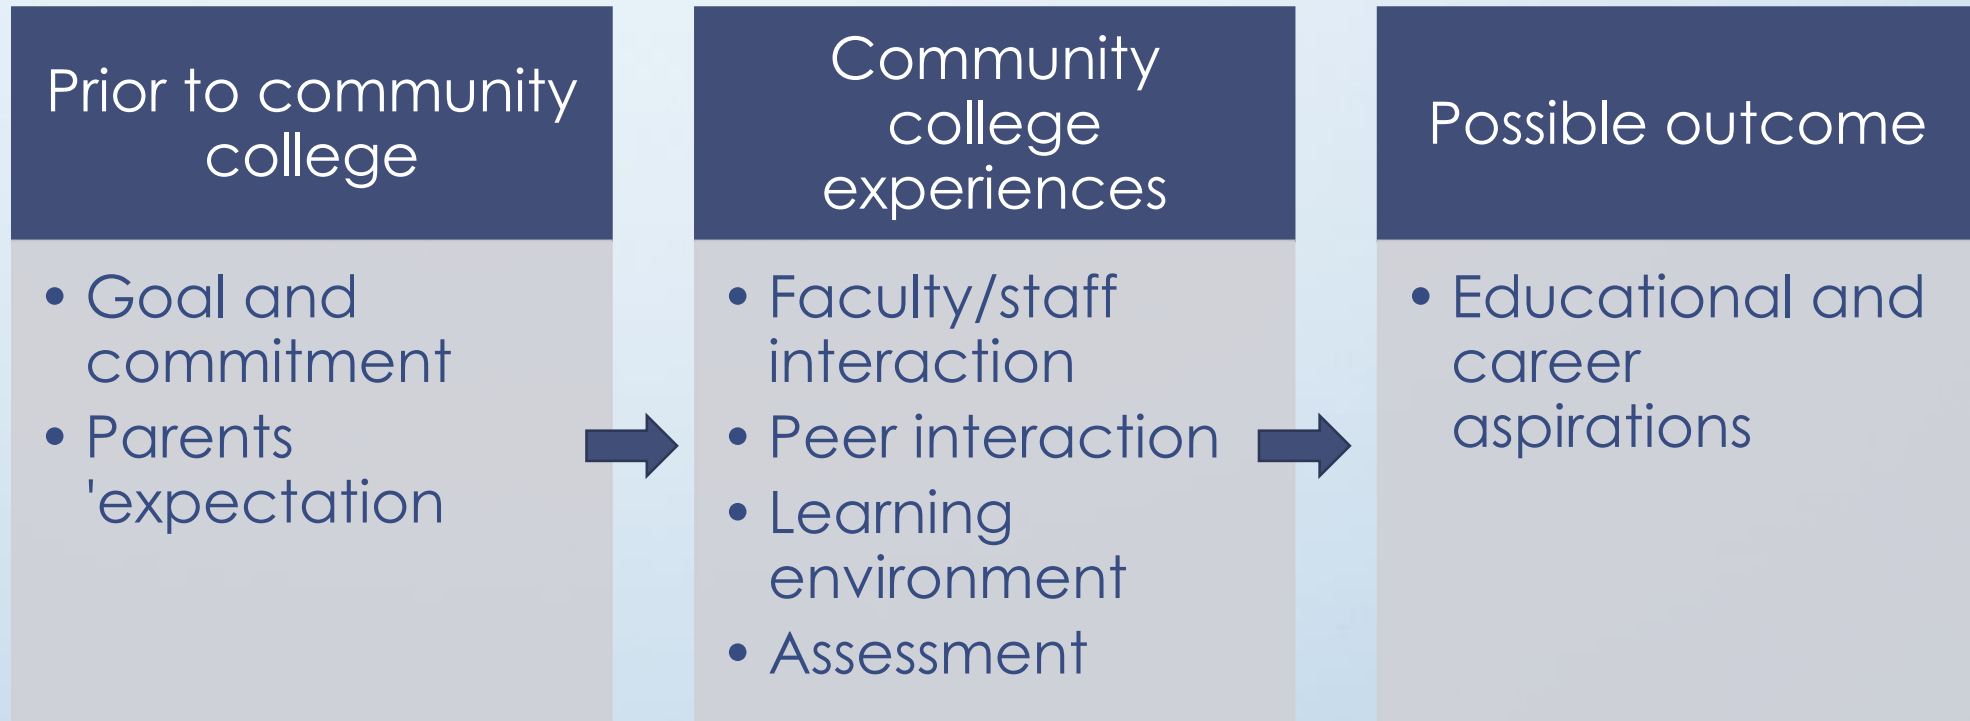 Prior to community
college
• Goal and
commitment
• Parents
'expectation
Community
college
experiences
• Faculty/staff
interaction
• Peer interaction
• Learning
environment
• Assessment
Possible outcome
• Educational and
career
aspirations